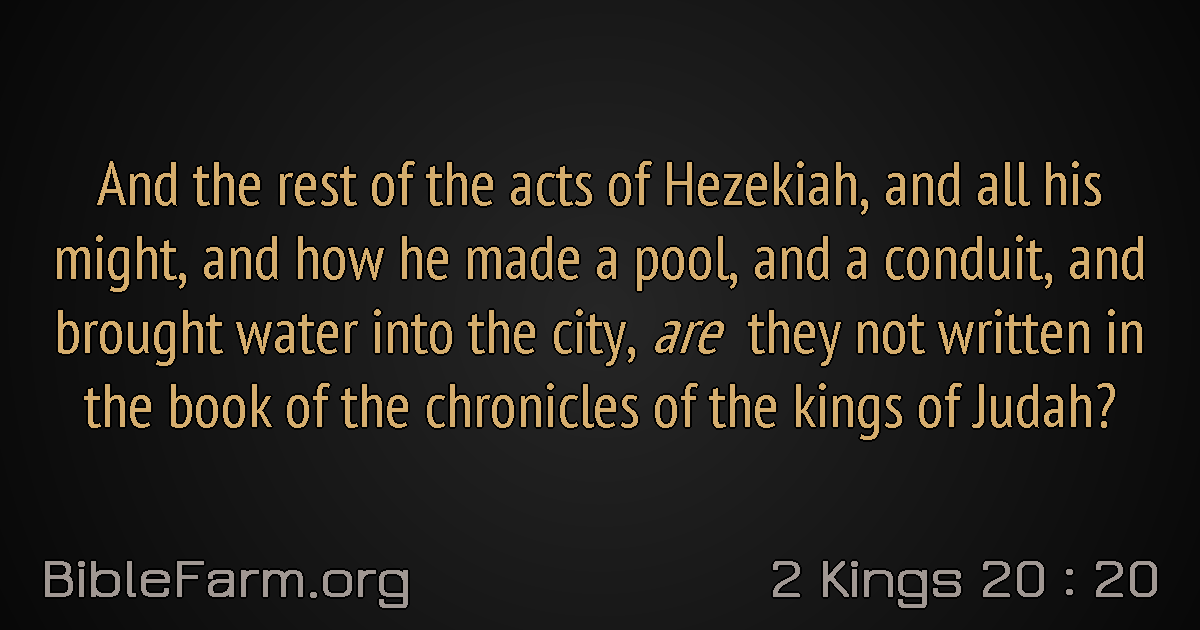 And the rest of the acts of Hezekiah, and all his
might, and how he made a pool, and a conduit, and
brought water into the city, are they not written in
the book of the chronicles of the kings of Judah?
BibleFarm.org
2 Kings 20 : 20